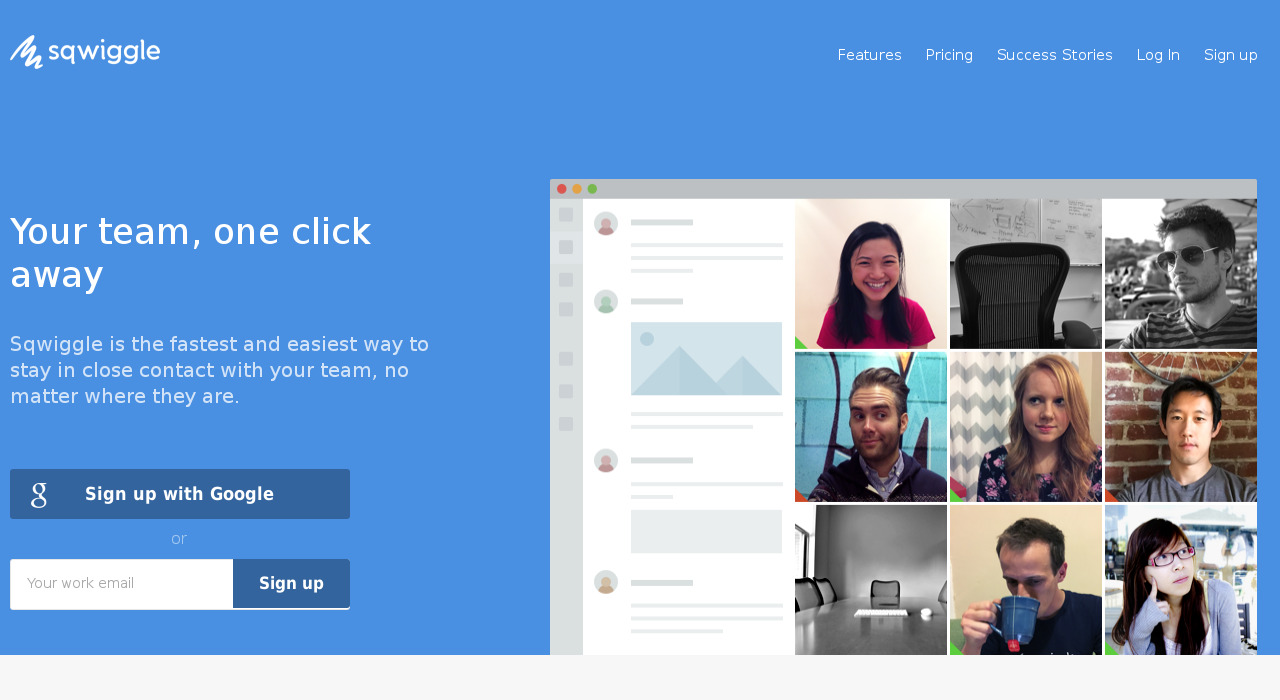 sqwiggle
Features Pricing Success Stories Log In Sign up
Your team, one click
away
Sqwiggle is the fastest and easiest way to
stay in close contact with your team, no
matter where they are.
g Sign up with Google
or
Your work email Sign up